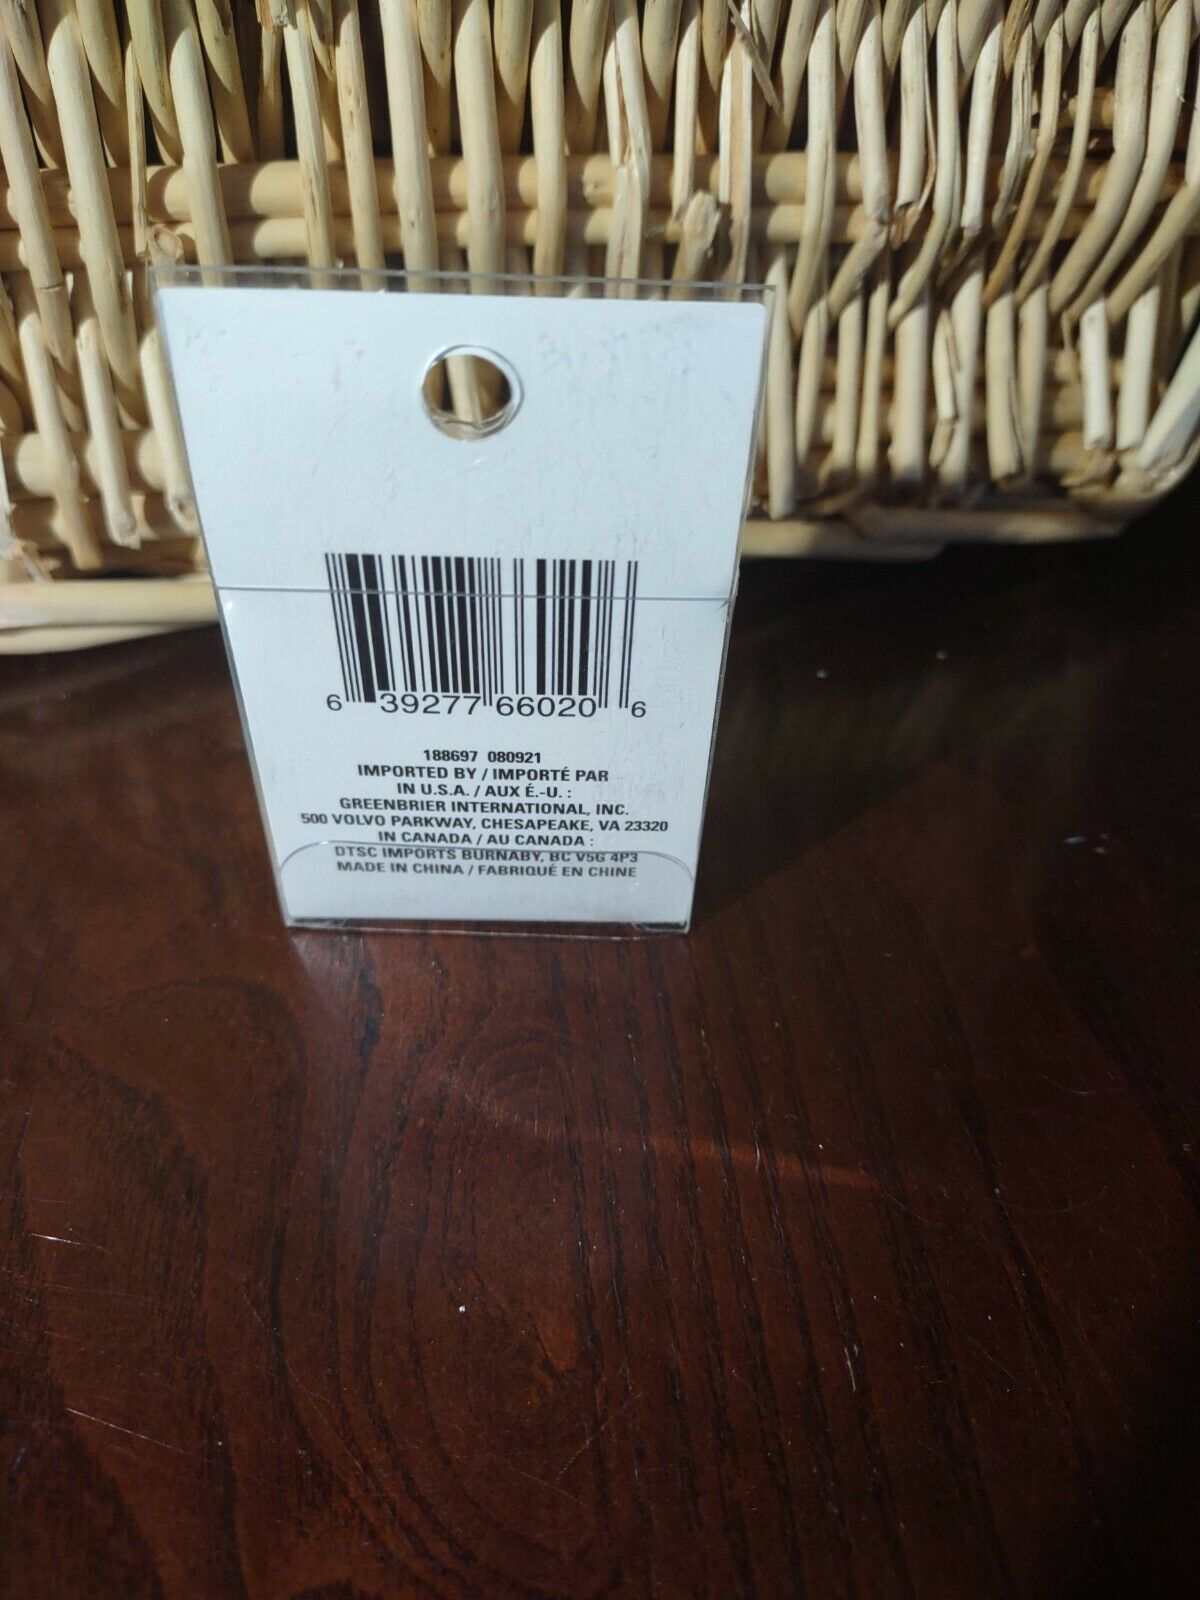 6 39277 66020 6
188697 080921
IMPORTED BY / IMPORTÉ PAR
IN U.S.A. / AUX É.-U. :
GREENBRIER INTERNATIONAL, INC.
500 VOLVO PARKWAY, CHESAPEAKE, VA 23320
IN CANADA / AU CANADA :
DTSC IMPORTS BURNABY, BC V5G 4P3
MADE IN CHINA / FABRIQUÉ EN CHINE